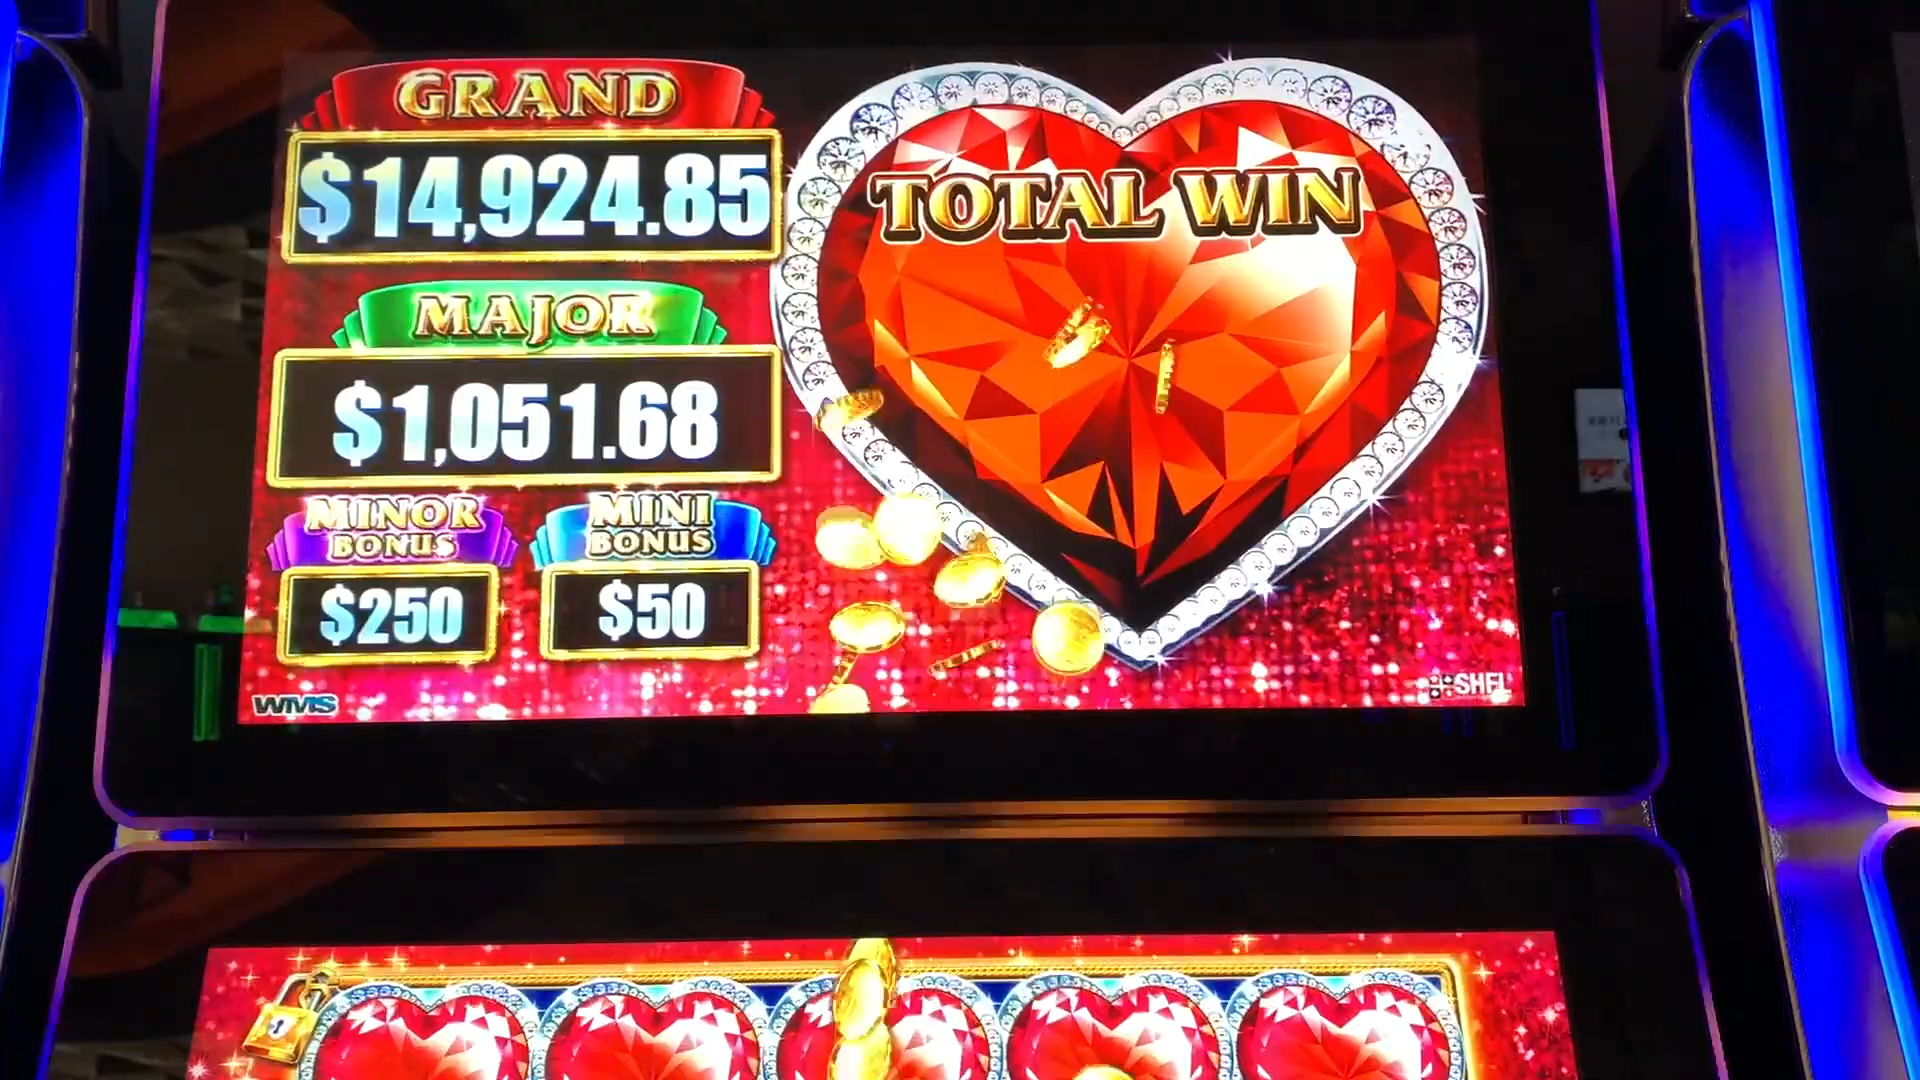 GRAND
$14,924.85
MAJOR
$1,051.68
MINOR
BONUS
$250
MINI
BONUS
$50
TOTAL WIN
WMS
SHFL